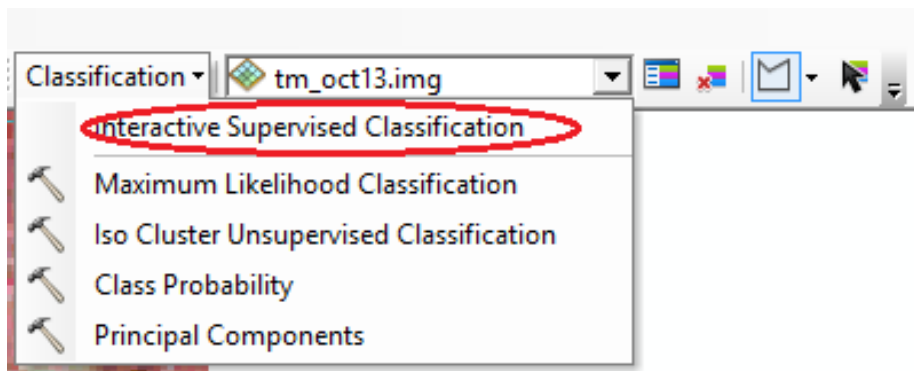 Classification tm_oct13.img
Interactive Supervised Classification
Maximum Likelihood Classification
Iso Cluster Unsupervised Classification
Class Probability
Principal Components